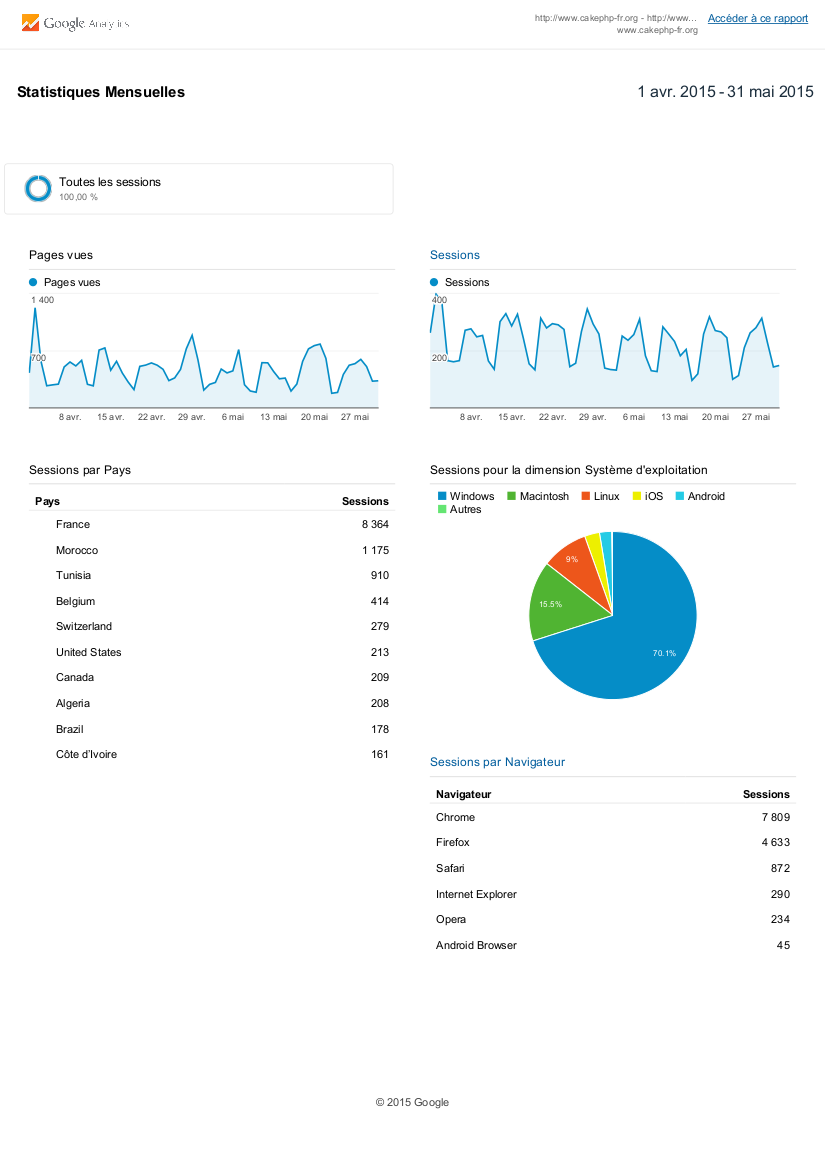 Google Analytics
http://www.cakephp-fr.org - http://www...
www.cakephp-fr.org
Accéder à ce rapport
Statistiques Mensuelles
1 avr. 2015 - 31 mai 2015
Toutes les sessions
100,00 %
Pages vues
Pages vues
1 400
700
8 avr. 15 avr. 22 avr. 29 avr. 6 mai 13 mai 20 mai 27 mai
Sessions
Sessions
400
200
8 avr. 15 avr. 22 avr. 29 avr. 6 mai 13 mai 20 mai 27 mai
Sessions par Pays
Pays Sessions
France 8 364
Morocco 1 175
Tunisia 910
Belgium 414
Switzerland 279
United States 213
Canada 209
Algeria 208
Brazil 178
Côte d'Ivoire 161
Sessions pour la dimension Système d'exploitation
Windows Macintosh Linux iOS Android
Autres
9%
15.5%
70.1%
Sessions par Navigateur
Navigateur Sessions
Chrome 7 809
Firefox 4 633
Safari 872
Internet Explorer 290
Opera 234
Android Browser 45
© 2015 Google